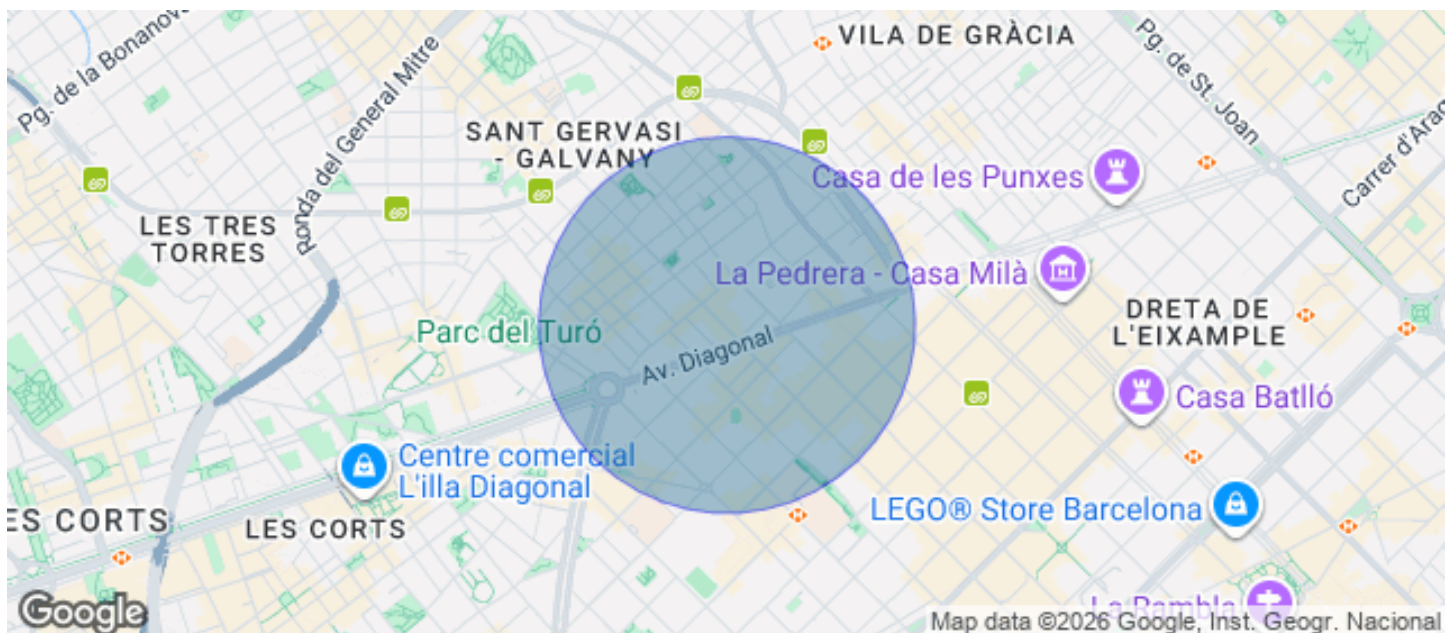 Pg. de la Bonanova
Ronda del General Mitre
VILA DE GRÀCIA
Pg. de St. Joan
SANT GERVASI
- GALVANY
Casa de les Punxes
Carrer d'Arag
LES TRES
TORRES
La Pedrera - Casa Milà
DRETA DE
L'EIXAMPLE
Parc del Turó
Av. Diagonal
Casa Batlló
Centre comercial
L'illa Diagonal
LEGO® Store Barcelona
ES CORTS
LES CORTS
La Rambla
Google
Map data ©2026 Google, Inst. Geogr. Nacional